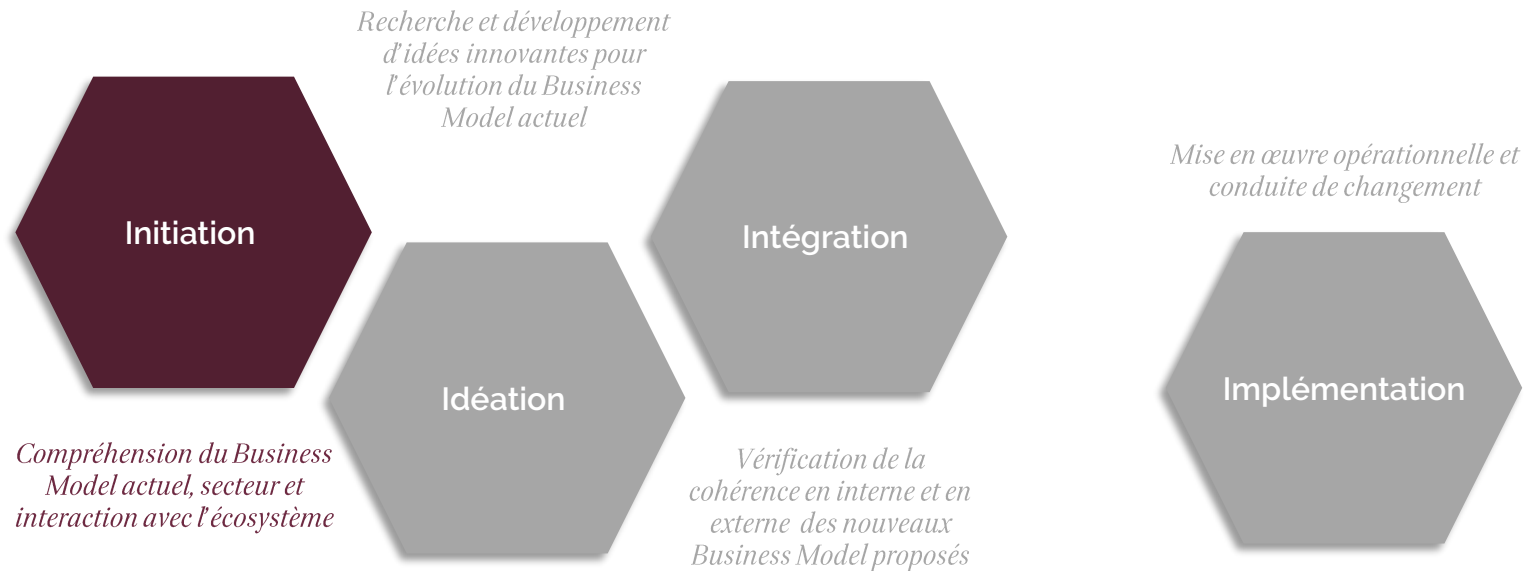 Initiation
Compréhension du Business
Model actuel, secteur et
interaction avec l'écosystème
Recherche et développement
d'idées innovantes pour
l'évolution du Business
Model actuel
Idéation
Intégration
Vérification de la
cohérence en interne et en
externe  des nouveaux
Business Model proposés
Mise en œuvre opérationnelle et
conduite de changement
Implémentation